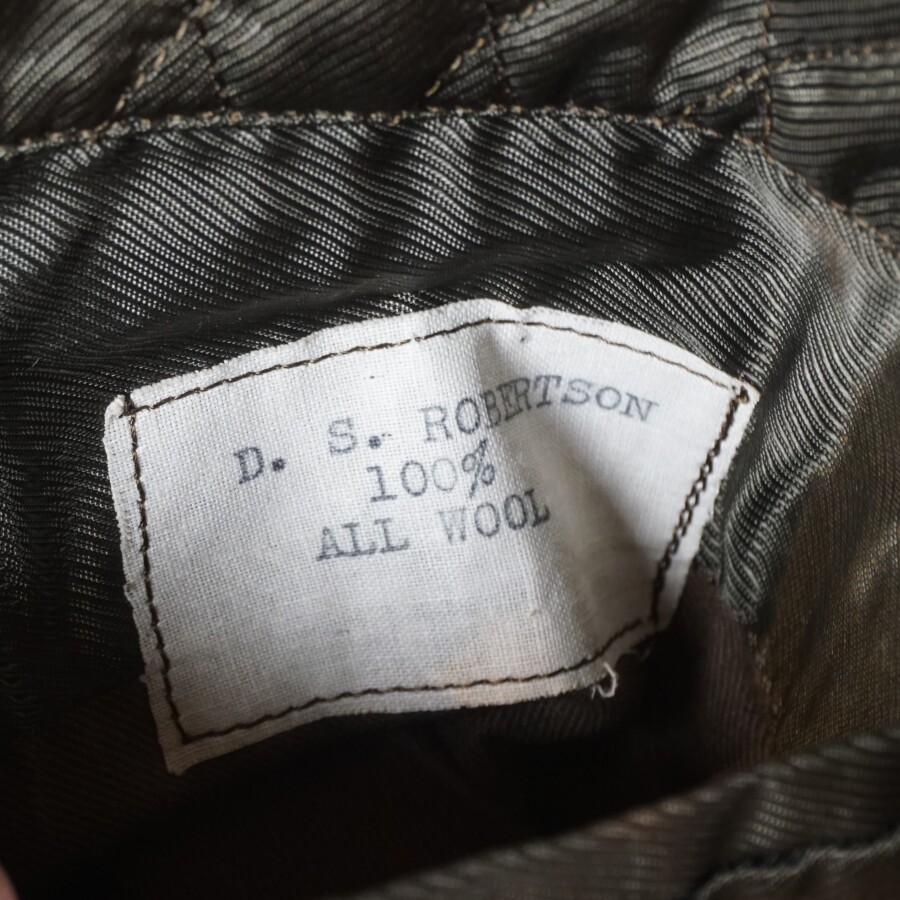 D. S. ROBERTSON
100%
ALL WOOL